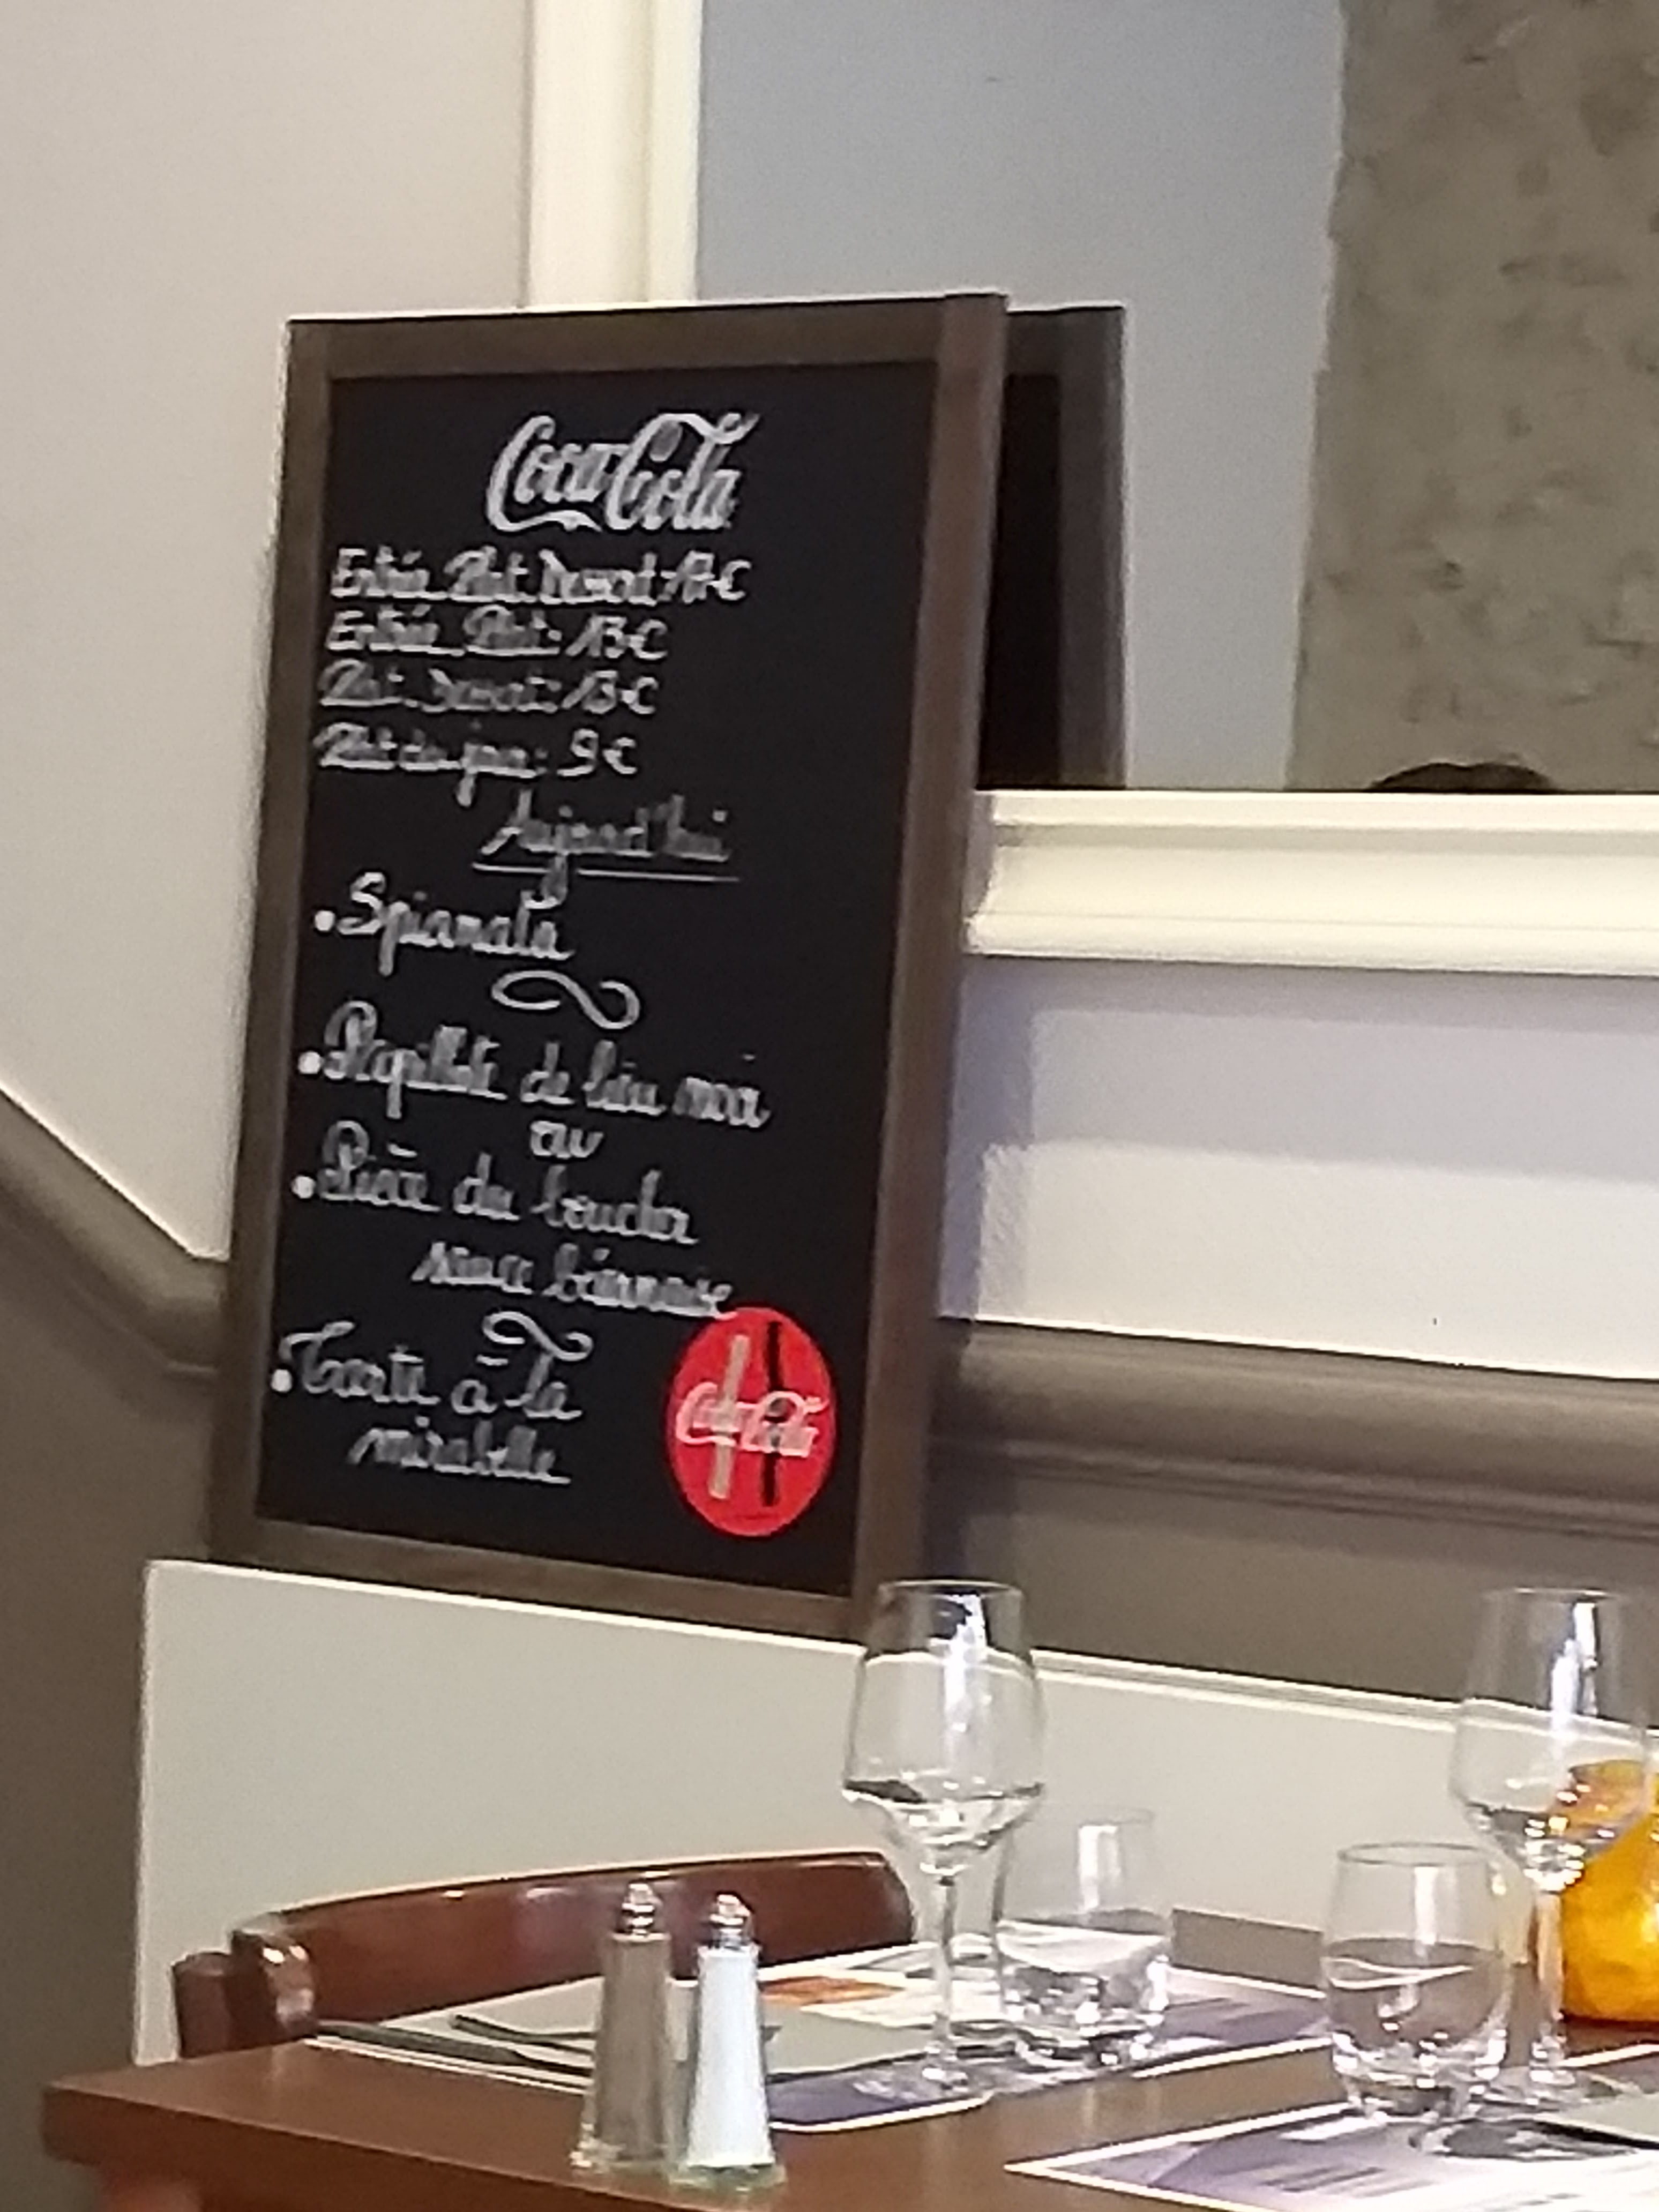 Coca-Cola
Entrée. Plat. Dessert: 17€
Entrée. Plat: 13€
Plat. Dessert: 13€
Plat du jour: 9€
Aujourd'hui
• Spianata
• Papillote de lieu noir
ou
• Pièce du boucher
sauce béarnaise
• Tarte à la
mirabelle
Coca-Cola